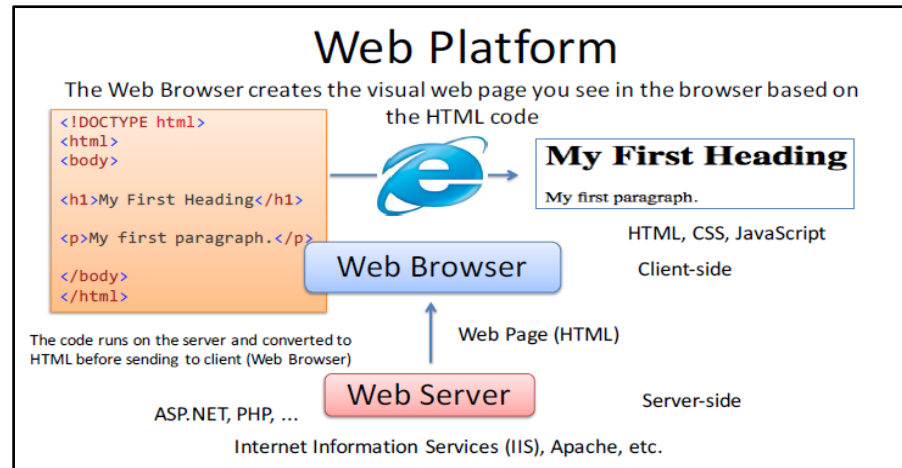 Web Platform
The Web Browser creates the visual web page you see in the browser based on
the HTML code
<!DOCTYPE html>
<html>
<body>
<h1>My First Heading</h1>
<p>My first paragraph.</p>
</body>
</html>
My First Heading
My first paragraph.
HTML, CSS, JavaScript
Web Browser
Client-side
The code runs on the server and converted to
HTML before sending to client (Web Browser)
Web Page (HTML)
Web Server
Server-side
ASP.NET, PHP, ...
Internet Information Services (IIS), Apache, etc.